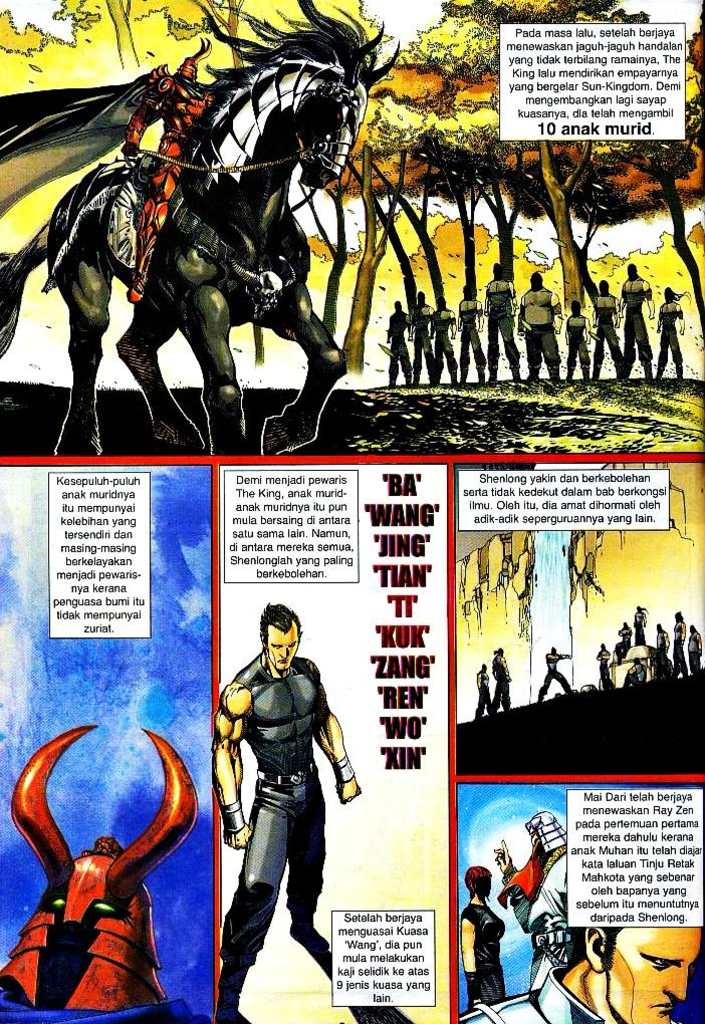 Pada masa lalu, setelah berjaya
menewaskan jaguh-jaguh handalan
yang tidak terbilang ramainya, The
King lalu mendirikan empayarnya
yang bergelar Sun-Kingdom. Demi
mengembangkan lagi sayap
kuasanya, dia telah mengambil
10 anak murid.
Kesepuluh-puluh
anak muridnya
itu mempunyai
kelebihan yang
tersendiri dan
masing-masing
berkelayakan
menjadi pewaris-
nya kerana
penguasa bumi itu
tidak mempunyai
zuriat.
Demi menjadi pewaris
The King, anak murid-
anak muridnya itu pun
mula bersaing di antara
satu sama lain. Namun,
di antara mereka semua,
Shenlonglah yang paling
berkebolehan.
'BA'
'WANG'
'JING'
'TIAN'
'TI'
'KUK'
'ZANG'
'REN'
'WO'
'XIN'
Setelah berjaya
menguasai Kuasa
'Wang', dia pun
mula melakukan
kaji selidik ke atas
9 jenis kuasa yang
lain.
Shenlong yakin dan berkebolehan
serta tidak kedekut dalam bab berkongsi
ilmu. Oleh itu, dia amat dihormati oleh
adik-adik seperguruannya yang lain.
Mai Dari telah berjaya
menewaskan Ray Zen
pada pertemuan pertama
mereka dahulu kerana
anak Muhan itu telah diajar
kata laluan Tinju Retak
Mahkota yang sebenar
oleh bapanya yang
sebelum itu menuntutnya
daripada Shenlong.